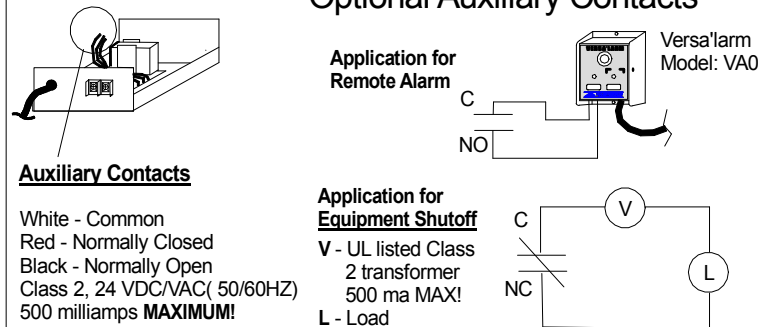 Optional Auxiliary Contacts
VERSA'LARM
Versa'larm
Model: VA0
Application for
Remote Alarm
C
NO
Auxiliary Contacts
White - Common
Red - Normally Closed
Black - Normally Open
Class 2, 24 VDC/VAC( 50/60HZ)
500 milliamps MAXIMUM!
Application for
Equipment Shutoff
V - UL listed Class
2 transformer
500 ma MAX!
L - Load
C
NC
V
L